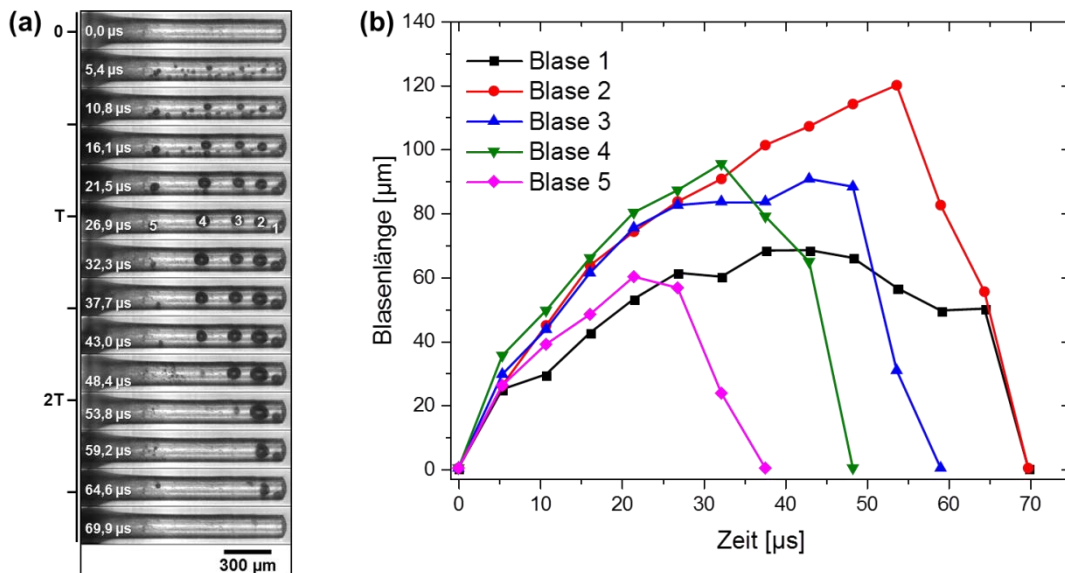 (a)
0
T
2T
0,0 µs
5,4 µs
10,8 µs
16,1 µs
21,5 µs
26,9 µs
5 4 3 2 1
32,3 µs
37,7 µs
43,0 µs
48,4 µs
53,8 µs
59,2 µs
64,6 µs
69,9 µs
300 µm
(b)
Blase 1
Blase 2
Blase 3
Blase 4
Blase 5
Blasenlänge [µm]
140
120
100
80
60
40
20
0
0 10 20 30 40 50 60 70
Zeit [µs]